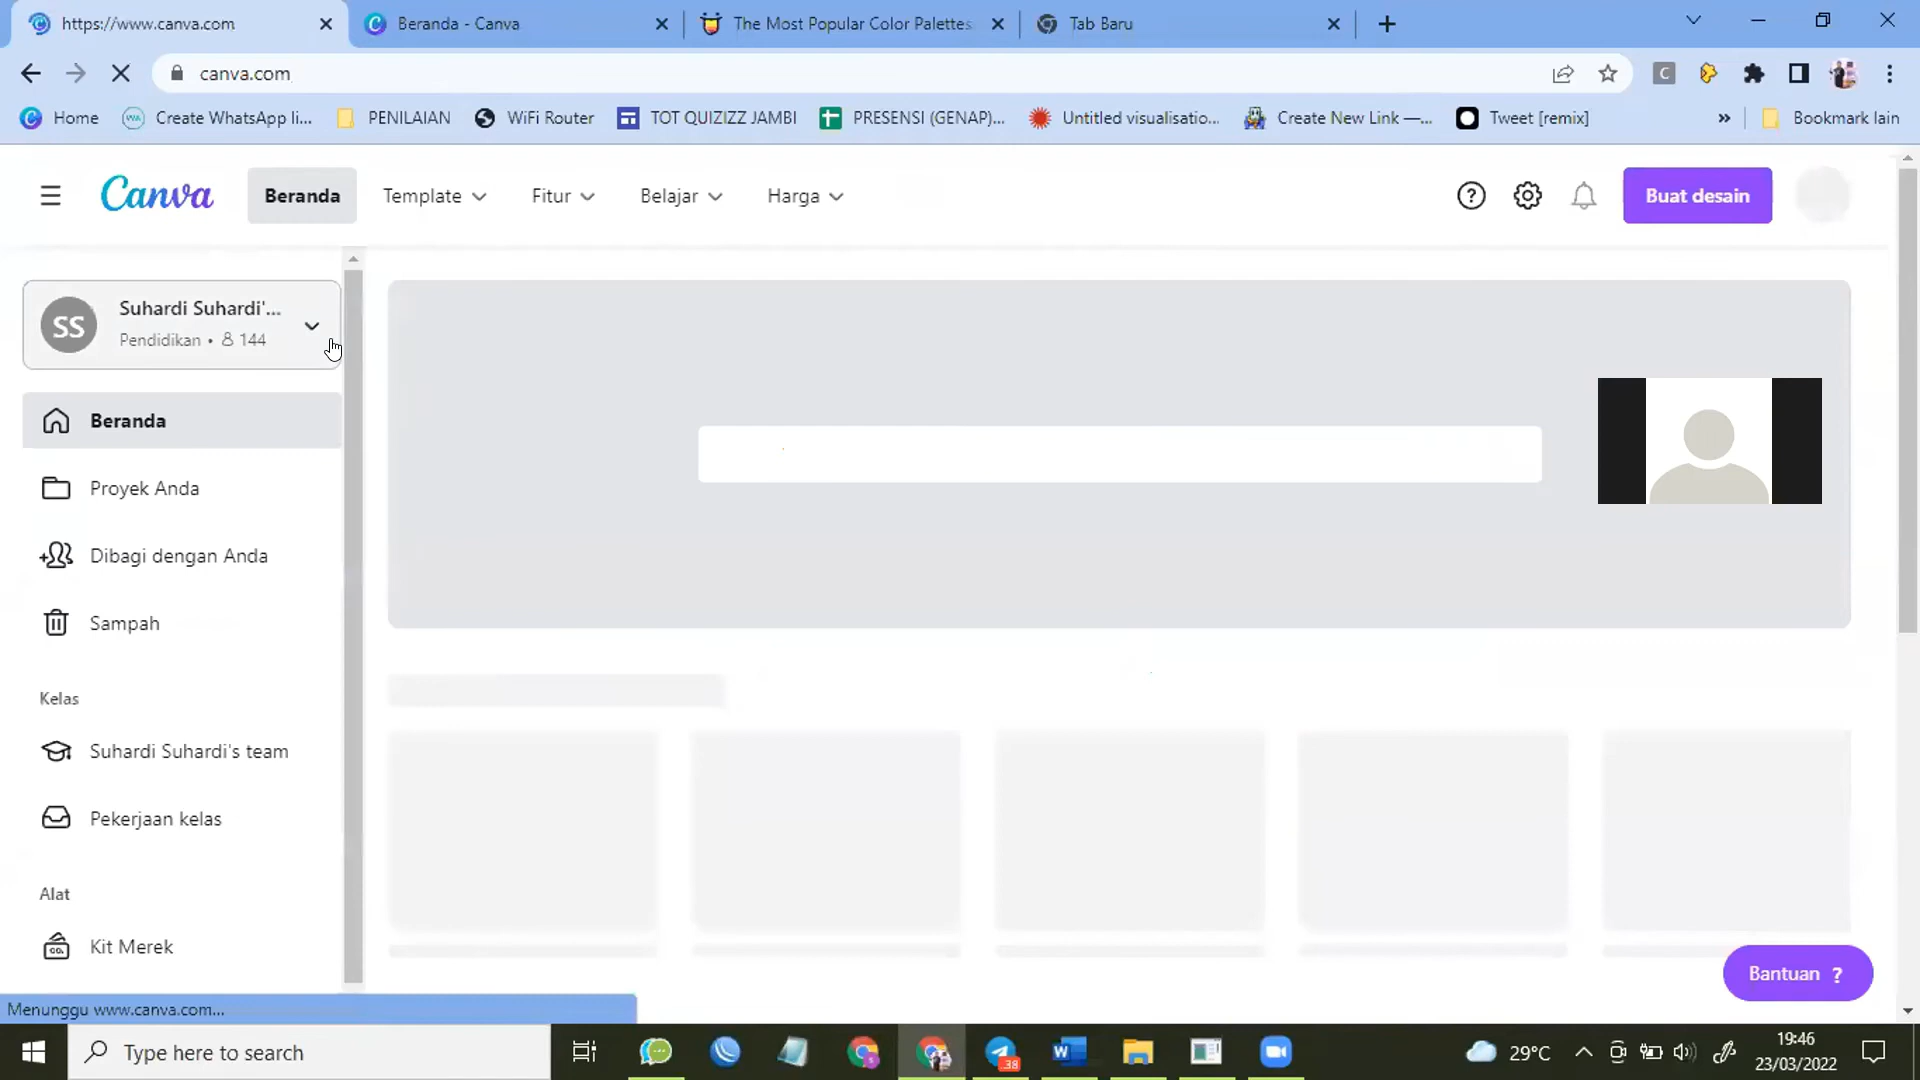 https://www.canva.com
Beranda - Canva
The Most Popular Color Palettes
Tab Baru
canva.com
C
Home
WA
Create WhatsApp li...
PENILAIAN
WiFi Router
TOT QUIZIZZ JAMBI
PRESENSI (GENAP)...
Untitled visualisatio...
Create New Link —...
Tweet [remix]
»
Bookmark lain
Canva
Beranda
Template
Fitur
Belajar
Harga
?
Buat desain
SS
Suhardi Suhardi'...
Pendidikan • 144
Beranda
Proyek Anda
Dibagi dengan Anda
Sampah
Kelas
Suhardi Suhardi's team
Pekerjaan kelas
Alat
CO.
Kit Merek
Bantuan ?
Menunggu www.canva.com...
Type here to search
38
29°C
19:46
23/03/2022